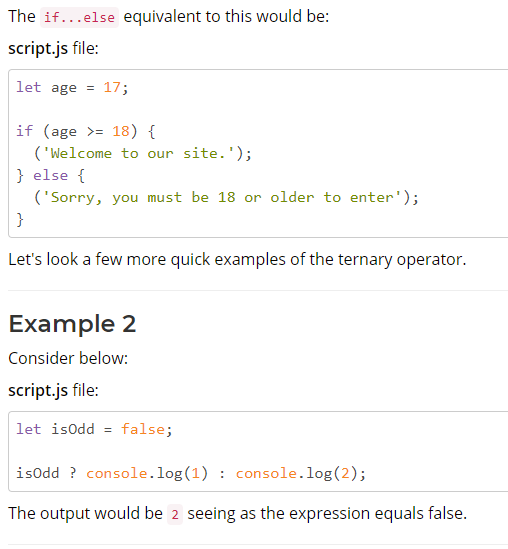 The if...else equivalent to this would be:
script.js file:
let age = 17;
if (age >= 18) {
  ('Welcome to our site.');
} else {
  ('Sorry, you must be 18 or older to enter');
}
Let's look a few more quick examples of the ternary operator.
Example 2
Consider below:
script.js file:
let isOdd = false;
isOdd ? console.log(1) : console.log(2);
The output would be 2 seeing as the expression equals false.